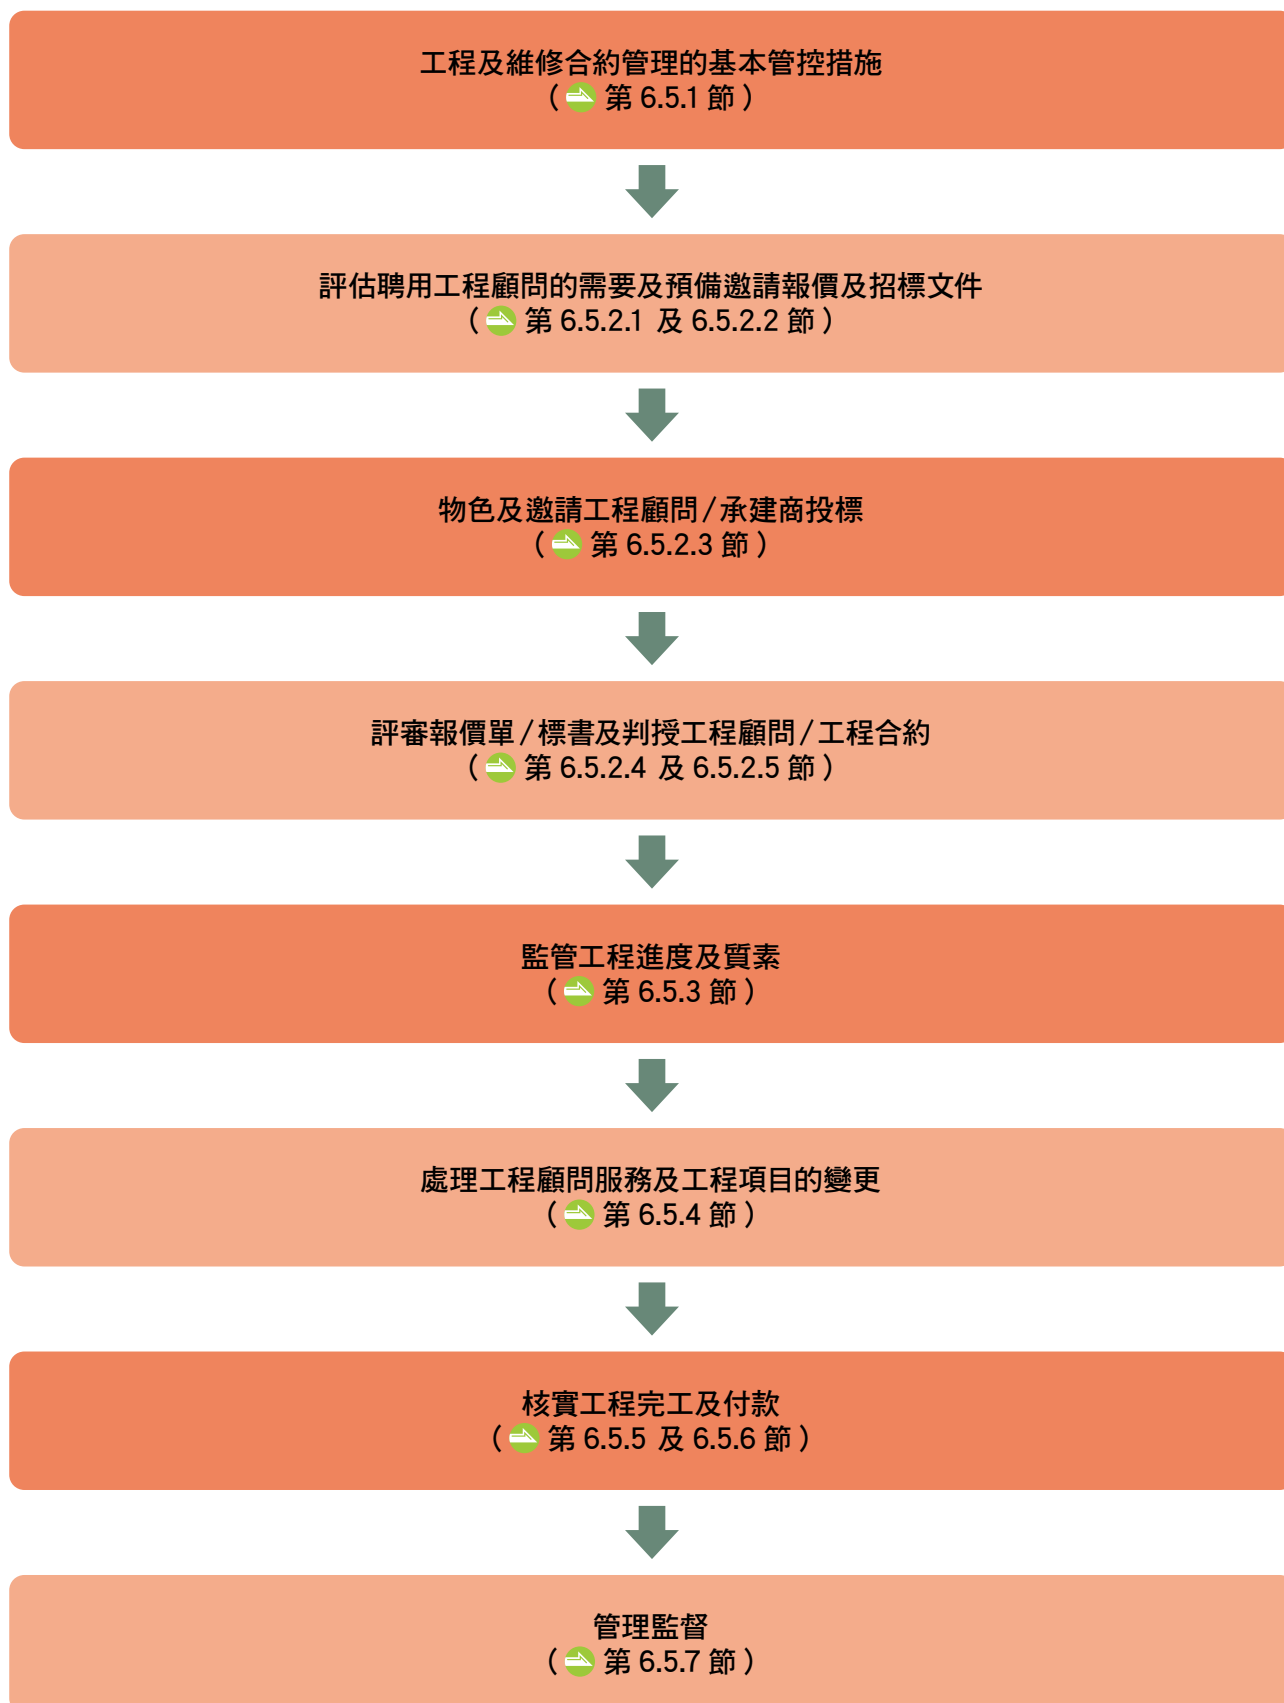 工程及維修合約管理的基本管控措施
( 第 6.5.1 節 )
評估聘用工程顧問的需要及預備邀請報價及招標文件
( 第 6.5.2.1 及 6.5.2.2 節 )
物色及邀請工程顧問/承建商投標
( 第 6.5.2.3 節 )
評審報價單/標書及判授工程顧問/工程合約
( 第 6.5.2.4 及 6.5.2.5 節 )
監管工程進度及質素
( 第 6.5.3 節 )
處理工程顧問服務及工程項目的變更
( 第 6.5.4 節 )
核實工程完工及付款
( 第 6.5.5 及 6.5.6 節 )
管理監督
( 第 6.5.7 節 )